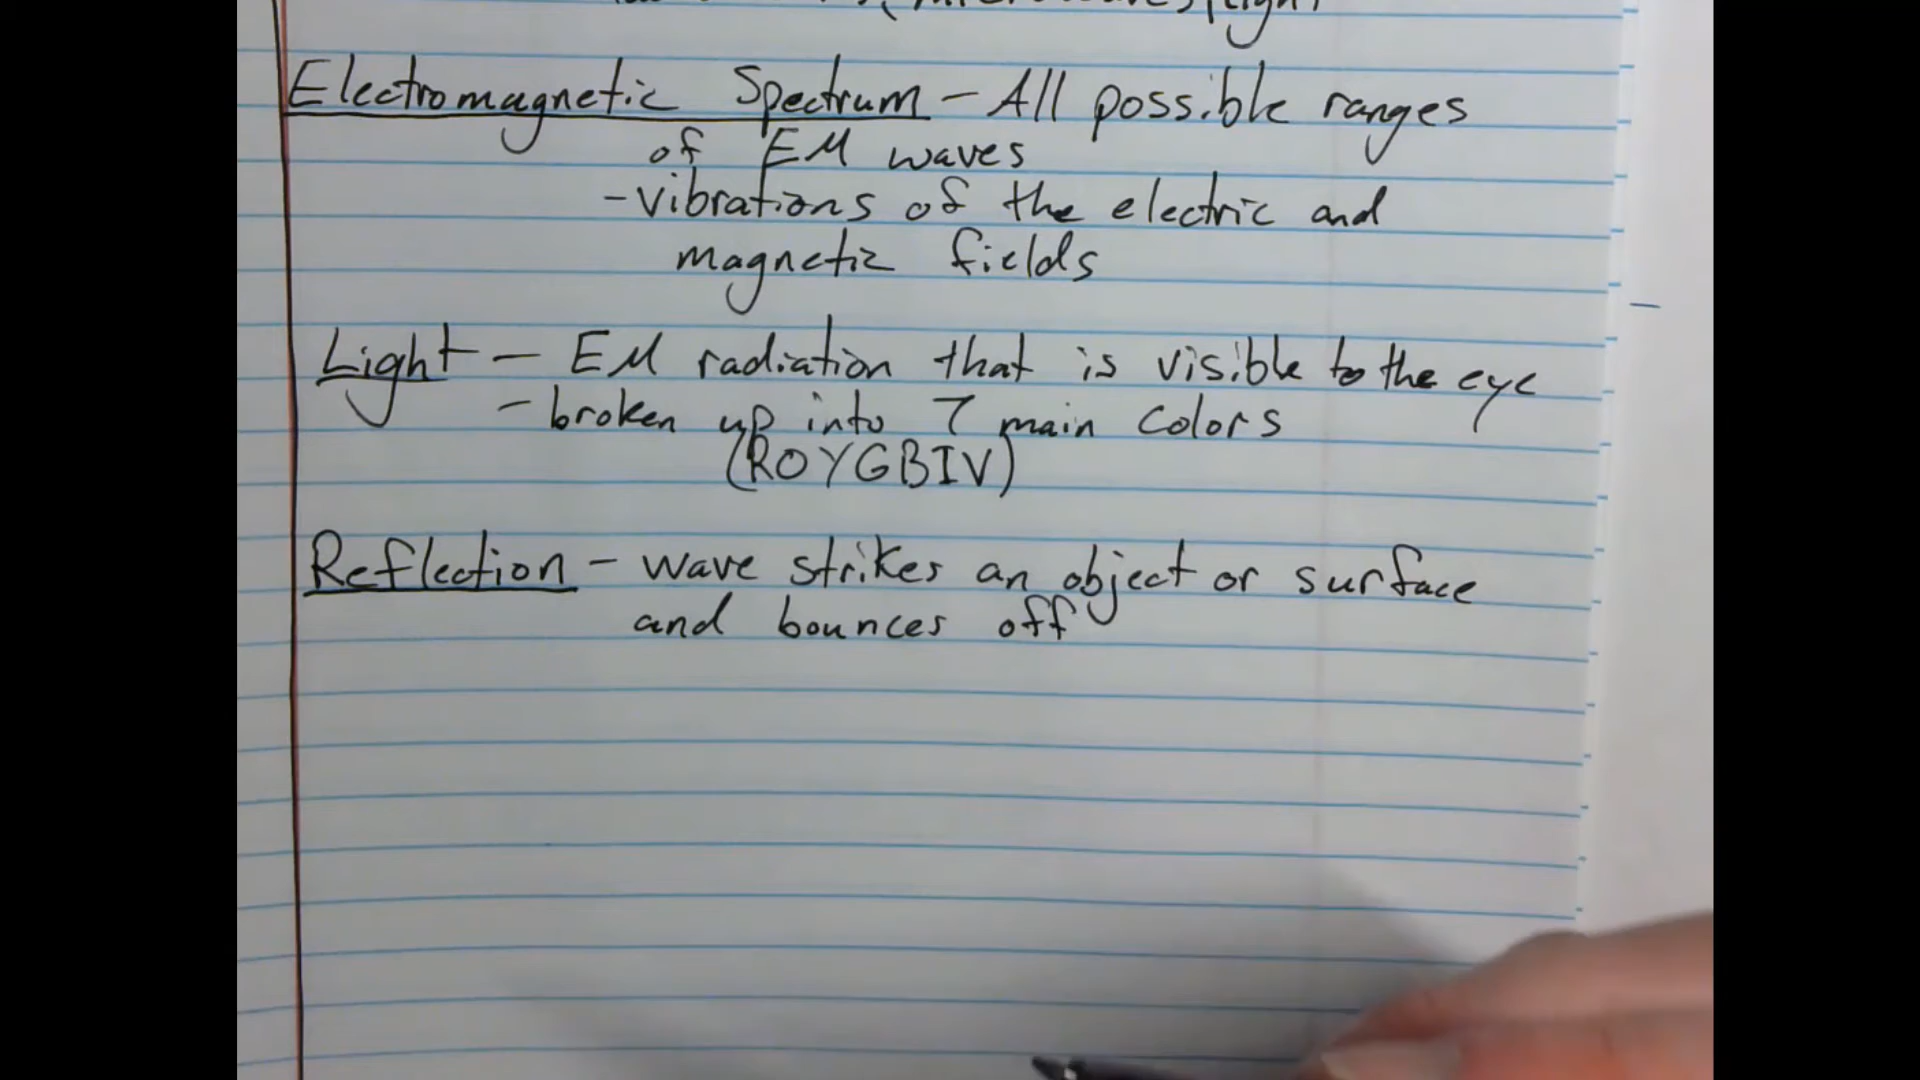 microwaves, light
Electromagnetic Spectrum - All possible ranges
of EM waves
- vibrations of the electric and
magnetic fields
Light - EM radiation that is visible to the eye
- broken up into 7 main colors
(ROYGBIV)
Reflection - wave strikes an object or surface
and bounces off